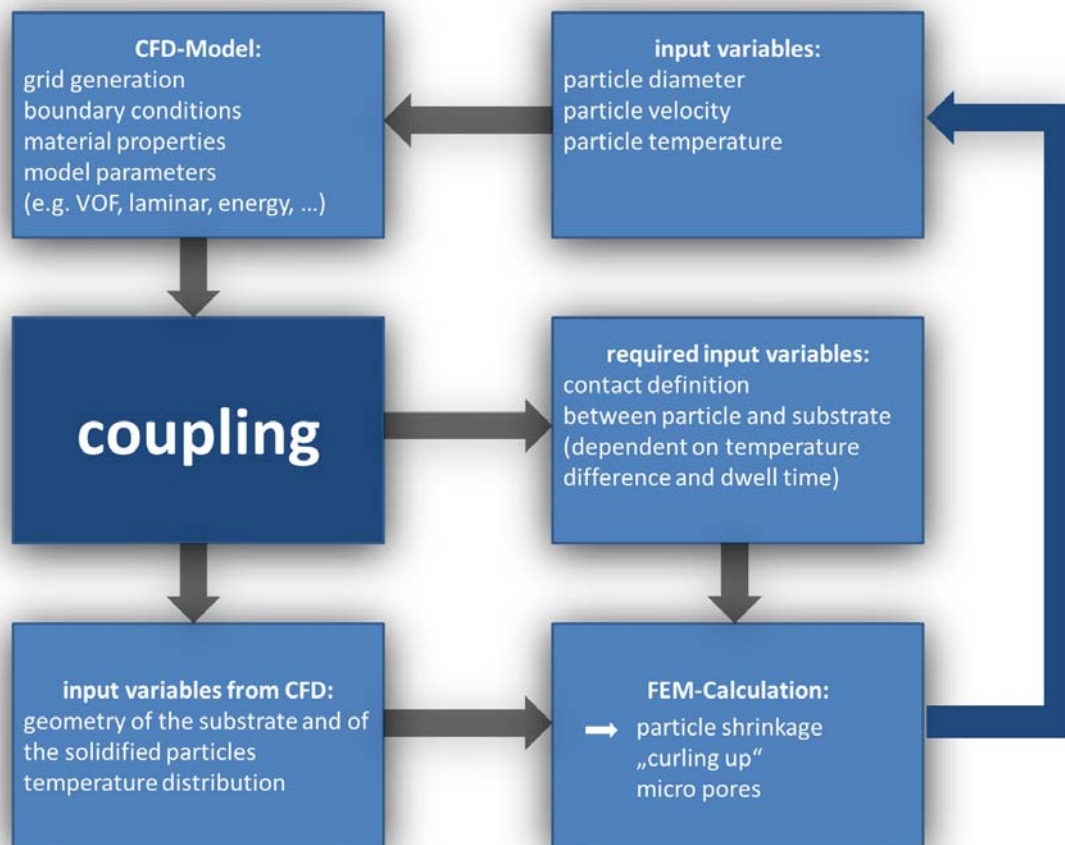 CFD-Model:
grid generation
boundary conditions
material properties
model parameters
(e.g. VOF, laminar, energy, ...)
input variables:
particle diameter
particle velocity
particle temperature
coupling
required input variables:
contact definition
between particle and substrate
(dependent on temperature
difference and dwell time)
input variables from CFD:
geometry of the substrate and of
the solidified particles
temperature distribution
FEM-Calculation:
particle shrinkage
„curling up“
micro pores